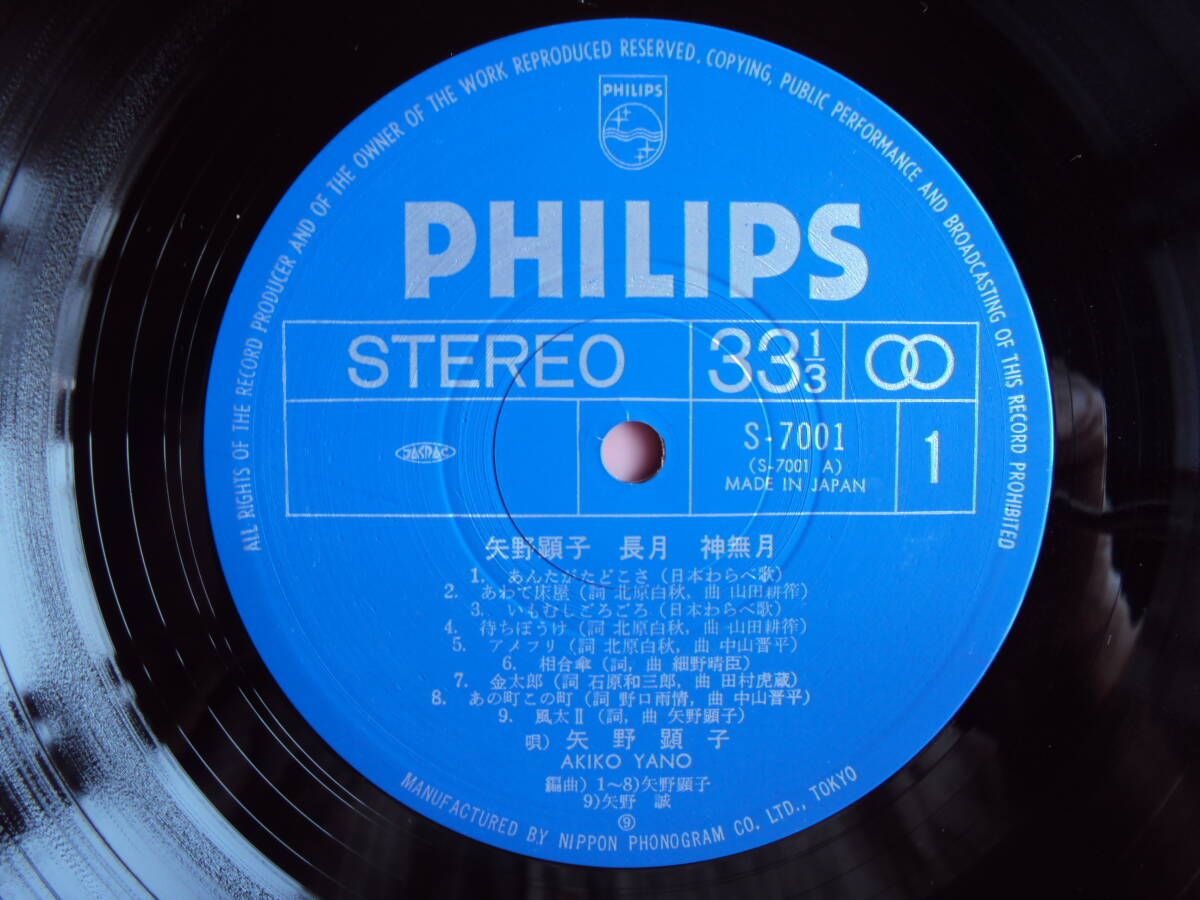 ALL RIGHTS OF THE RECORD PRODUCER AND OF THE OWNER OF THE WORK REPRODUCED RESERVED. COPYING, PUBLIC PERFORMANCE AND BROADCASTING OF THIS RECORD PROHIBITED
PHILIPS
PHILIPS
STEREO
33 1/3
S-7001
(S-7001 A)
MADE IN JAPAN
1
JASRAC
矢野顕子 長月 神無月
1. あんたがたどこさ (日本わらべ歌)
2. あわて床屋 (詞 北原白秋, 曲 山田耕筰)
3. いもむしごろごろ (日本わらべ歌)
4. 待ちぼうけ (詞 北原白秋, 曲 山田耕筰)
5. アメフリ (詞 北原白秋, 曲 中山晋平)
6. 相合傘 (詞, 曲 細野晴臣)
7. 金太郎 (詞 石原和三郎, 曲 田村虎蔵)
8. あの町この町 (詞 野口雨情, 曲 中山晋平)
9. 風太Ⅱ (詞, 曲 矢野顕子)
唄) 矢野顕子
AKIKO YANO
編曲) 1〜8)矢野顕子
9)矢野 誠
⑨
MANUFACTURED BY NIPPON PHONOGRAM CO. LTD., TOKYO